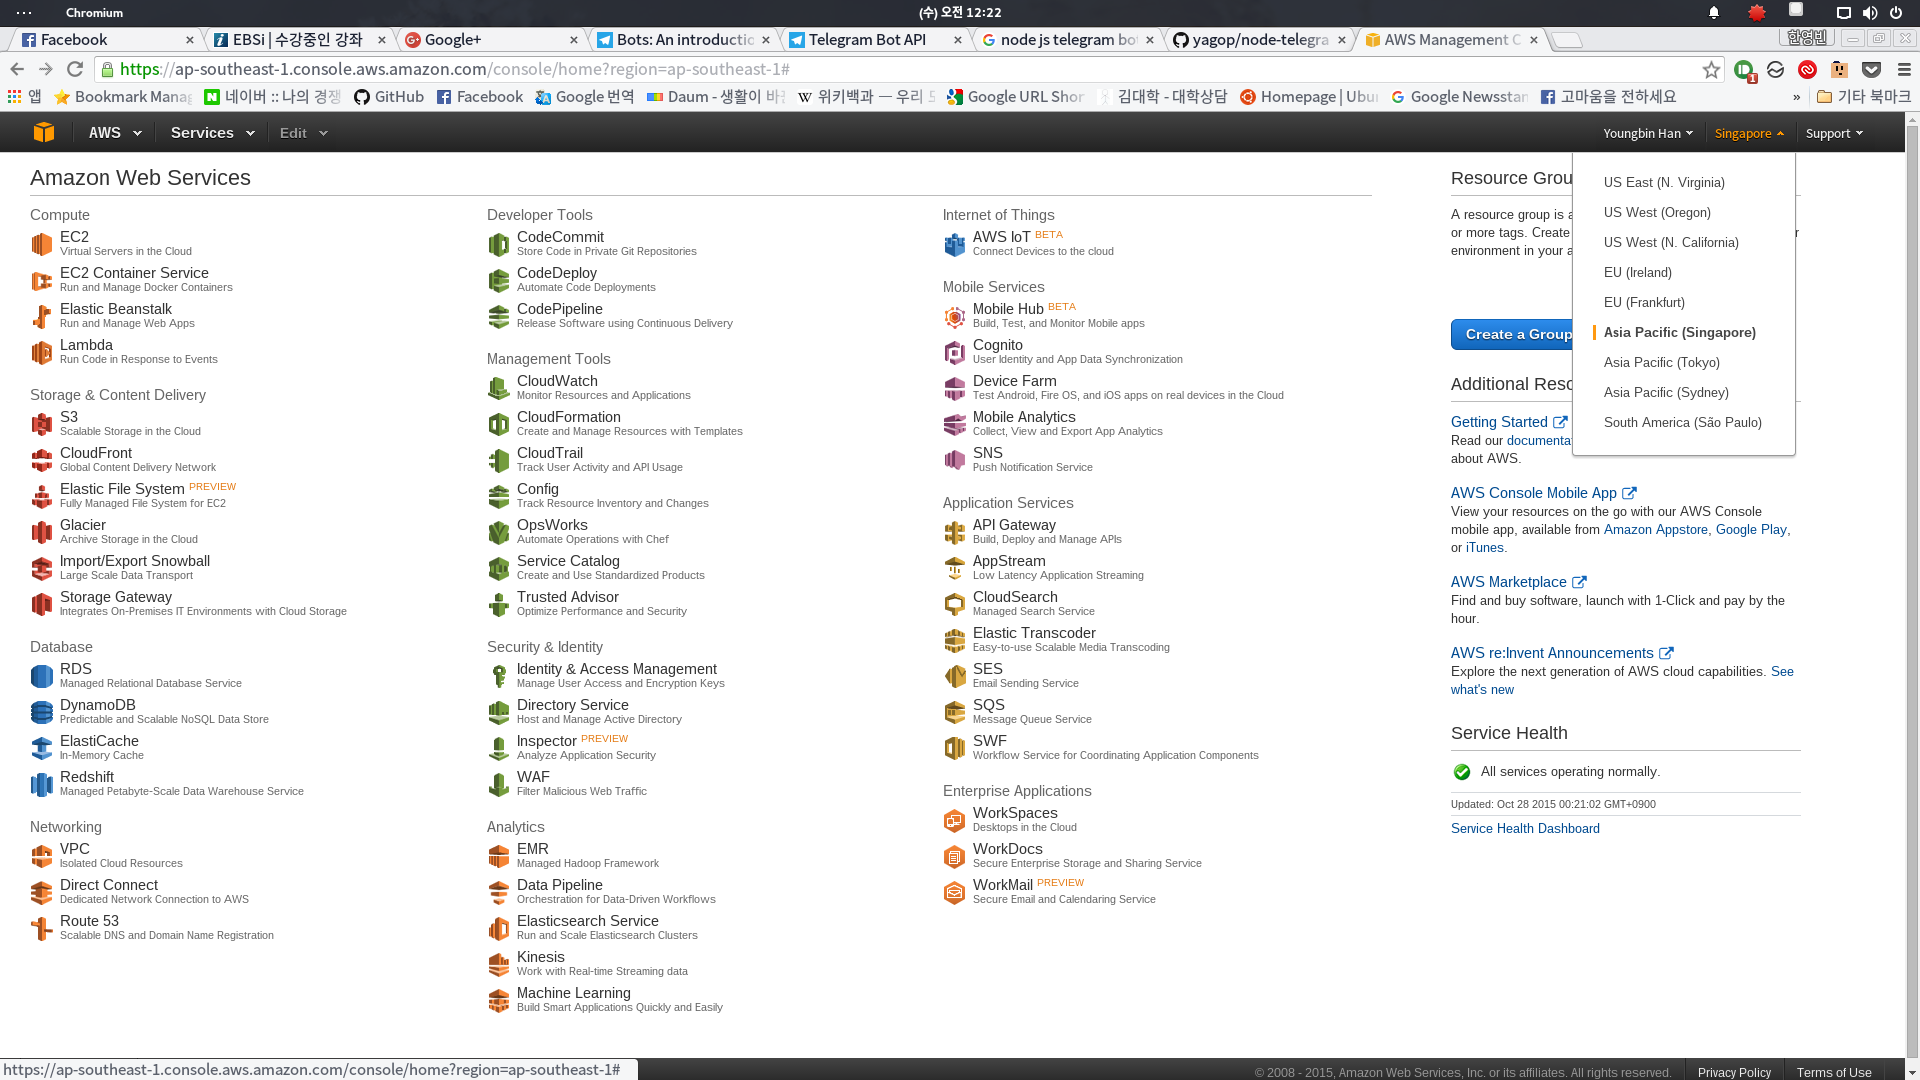 Chromium
(수) 오전 12:22
Facebook
EBSi | 수강중인 강좌
Google+
Bots: An introductio
Telegram Bot API
node js telegram bot
yagop/node-telegra
AWS Management C
한영빈
https://ap-southeast-1.console.aws.amazon.com/console/home?region=ap-southeast-1#
1
앱
Bookmark Manag
네이버 :: 나의 경쟁
GitHub
Facebook
Google 번역
Daum - 생활이 바
위키백과 — 우리
Google URL Shor
김대학 - 대학상담
Homepage | Ubu
Google Newsstan
고마움을 전하세요
»
기타 북마크
AWS
Services
Edit
Youngbin Han
Singapore
Support
Amazon Web Services
Compute
EC2
Virtual Servers in the Cloud
EC2 Container Service
Run and Manage Docker Containers
Elastic Beanstalk
Run and Manage Web Apps
Lambda
Run Code in Response to Events
Storage & Content Delivery
S3
Scalable Storage in the Cloud
CloudFront
Global Content Delivery Network
Elastic File System PREVIEW
Fully Managed File System for EC2
Glacier
Archive Storage in the Cloud
Import/Export Snowball
Large Scale Data Transport
Storage Gateway
Integrates On-Premises IT Environments with Cloud Storage
Database
RDS
Managed Relational Database Service
DynamoDB
Predictable and Scalable NoSQL Data Store
ElastiCache
In-Memory Cache
Redshift
Managed Petabyte-Scale Data Warehouse Service
Networking
VPC
Isolated Cloud Resources
Direct Connect
Dedicated Network Connection to AWS
Route 53
Scalable DNS and Domain Name Registration
Developer Tools
CodeCommit
Store Code in Private Git Repositories
CodeDeploy
Automate Code Deployments
CodePipeline
Release Software using Continuous Delivery
Management Tools
CloudWatch
Monitor Resources and Applications
CloudFormation
Create and Manage Resources with Templates
CloudTrail
Track User Activity and API Usage
Config
Track Resource Inventory and Changes
OpsWorks
Automate Operations with Chef
Service Catalog
Create and Use Standardized Products
Trusted Advisor
Optimize Performance and Security
Security & Identity
Identity & Access Management
Manage User Access and Encryption Keys
Directory Service
Host and Manage Active Directory
Inspector PREVIEW
Analyze Application Security
WAF
Filter Malicious Web Traffic
Analytics
EMR
Managed Hadoop Framework
Data Pipeline
Orchestration for Data-Driven Workflows
Elasticsearch Service
Run and Scale Elasticsearch Clusters
Kinesis
Work with Real-time Streaming data
Machine Learning
Build Smart Applications Quickly and Easily
Internet of Things
AWS IoT BETA
Connect Devices to the cloud
Mobile Services
Mobile Hub BETA
Build, Test, and Monitor Mobile apps
Cognito
User Identity and App Data Synchronization
Device Farm
Test Android, Fire OS, and iOS apps on real devices in the Cloud
Mobile Analytics
Collect, View and Export App Analytics
SNS
Push Notification Service
Application Services
API Gateway
Build, Deploy and Manage APIs
AppStream
Low Latency Application Streaming
CloudSearch
Managed Search Service
Elastic Transcoder
Easy-to-use Scalable Media Transcoding
SES
Email Sending Service
SQS
Message Queue Service
SWF
Workflow Service for Coordinating Application Components
Enterprise Applications
WorkSpaces
Desktops in the Cloud
WorkDocs
Secure Enterprise Storage and Sharing Service
WorkMail PREVIEW
Secure Email and Calendaring Service
Resource Grou
A resource group is a
or more tags. Create r
environment in your a
Create a Group
US East (N. Virginia)
US West (Oregon)
US West (N. California)
EU (Ireland)
EU (Frankfurt)
Asia Pacific (Singapore)
Asia Pacific (Tokyo)
Asia Pacific (Sydney)
South America (São Paulo)
Additional Reso
Getting Started
Read our documentat
about AWS.
AWS Console Mobile App
View your resources on the go with our AWS Console
mobile app, available from Amazon Appstore, Google Play,
or iTunes.
AWS Marketplace
Find and buy software, launch with 1-Click and pay by the
hour.
AWS re:Invent Announcements
Explore the next generation of AWS cloud capabilities. See
what's new
Service Health
All services operating normally.
Updated: Oct 28 2015 00:21:02 GMT+0900
Service Health Dashboard
https://ap-southeast-1.console.aws.amazon.com/console/home?region=ap-southeast-1#
© 2008 - 2015, Amazon Web Services, Inc. or its affiliates. All rights reserved.
Privacy Policy
Terms of Use